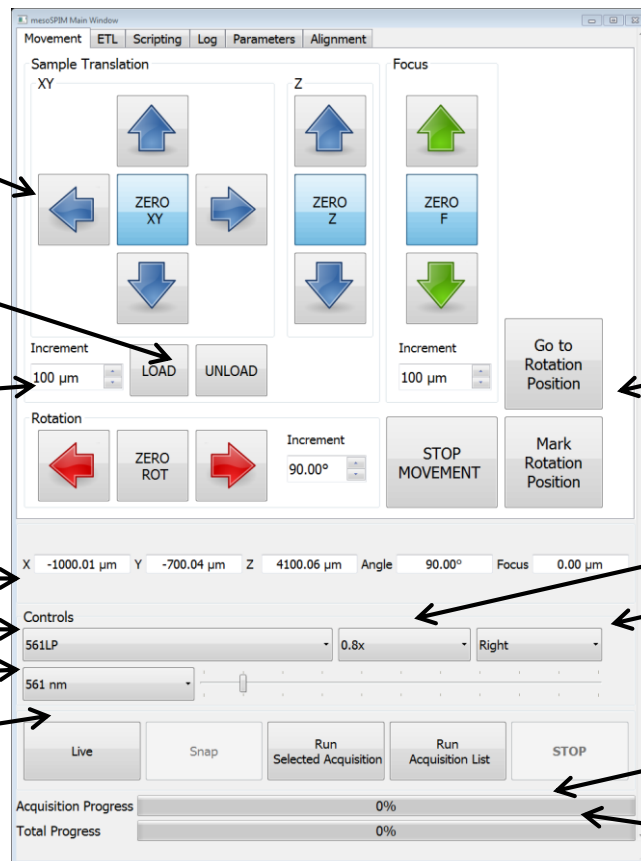 mesoSPIM Main Window
Movement ETL Scripting Log Parameters Alignment
Sample Translation Focus
XY Z
ZERO
XY
ZERO
Z
ZERO
F
Increment
100 µm
LOAD UNLOAD
Increment
100 µm
Go to
Rotation
Position
Rotation
ZERO
ROT
Increment
90.00°
STOP
MOVEMENT
Mark
Rotation
Position
X -1000.01 µm Y -700.04 µm Z 4100.06 µm Angle 90.00° Focus 0.00 µm
Controls
561LP 0.8x Right
561 nm
Live Snap
Run
Selected Acquisition
Run
Acquisition List
STOP
Acquisition Progress 0%
Total Progress 0%